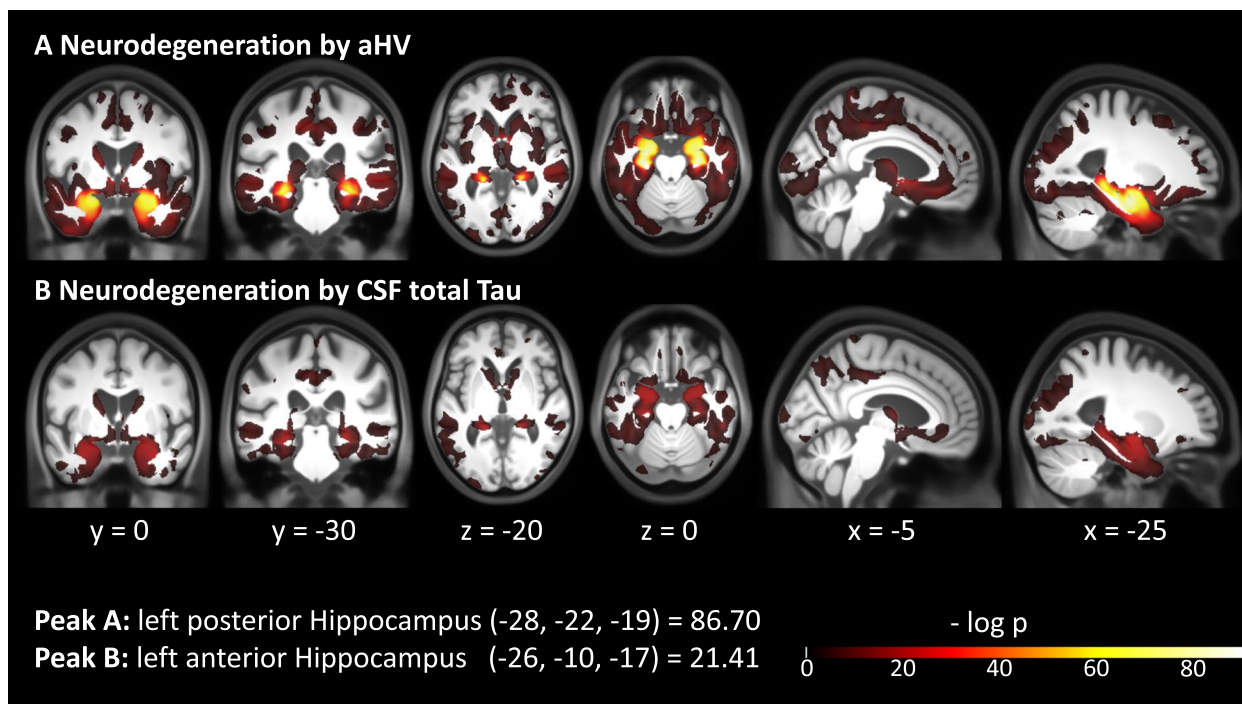 A Neurodegeneration by aHV
B Neurodegeneration by CSF total Tau
y = 0 y = -30 z = -20 z = 0 x = -5 x = -25
Peak A: left posterior Hippocampus (-28, -22, -19) = 86.70
Peak B: left anterior Hippocampus (-26, -10, -17) = 21.41
- log p
0 20 40 60 80